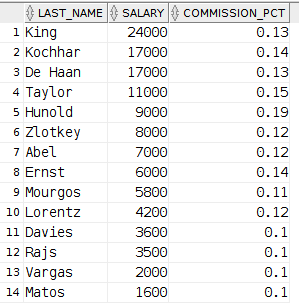 LAST_NAME SALARY COMMISSION_PCT
1 King 24000 0.13
2 Kochhar 17000 0.14
3 De Haan 17000 0.13
4 Taylor 11000 0.15
5 Hunold 9000 0.19
6 Zlotkey 8000 0.12
7 Abel 7000 0.12
8 Ernst 6000 0.14
9 Mourgos 5800 0.11
10 Lorentz 4200 0.12
11 Davies 3600 0.1
12 Rajs 3500 0.1
13 Vargas 2000 0.1
14 Matos 1600 0.1